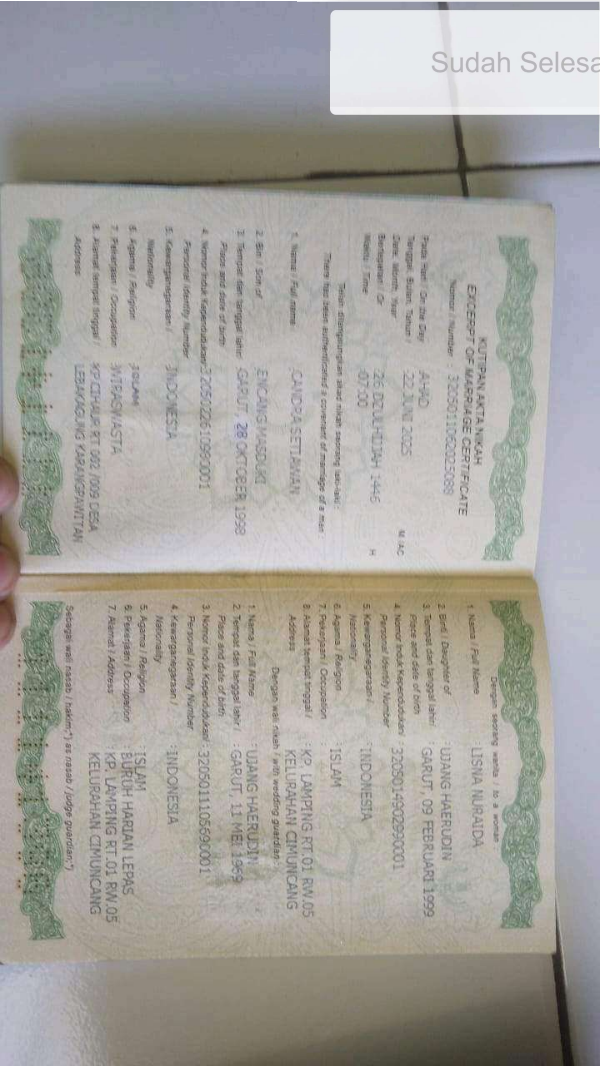 Sudah Selesa
KUTIPAN AKTA NIKAH
EXCERPT OF MARRIAGE CERTIFICATE
Nomor / Number : 3205011062025088
Pada Hari / On the Day : AHAD
Tanggal, Bulan, Tahun / : 22 JUNI 2025 M /AC
Date, Month, Year
Bertepatan / Or : 26 DZULHIJJAH 1446 H
Waktu / Time : 07:00
Telah dilangsungkan akad nikah seorang laki-laki :
There has been authenticated a covenant of marriage of a man
1. Nama / Full name : CANDRA SETIAWAN
2. Bin / Son of : ENCANG MASDUKI
3. Tempat dan tanggal lahir / : GARUT, 28 OKTOBER 1998
Place and date of birth
4. Nomor Induk Kependudukan/
Personal Identity Number
5. Kewarganegaraan / : INDONESIA
Nationality
6. Agama / Religion : ISLAM
7. Pekerjaan / Occupation : WIRASWASTA
8. Alamat tempat tinggal / : KP.CIHAUR RT 002 /009 DESA
Address LEBAKAGUNG KARANGPAWITAN
Dengan seorang wanita / to a woman
1. Nama / Full Name : LISNA NURAIDA
2. Binti / Daughter of : UJANG HAERUDIN
3. Tempat dan tanggal lahir / : GARUT, 09 FEBRUARI 1999
Place and date of birth
4. Nomor Induk Kependudukan/ 3205014902990001
Personal Identity Number
5. Kewarganegaraan / : INDONESIA
Nationality
6. Agama / Religion : ISLAM
7. Pekerjaan / Occupation
8. Alamat tempat tinggal / : KP. LAMPING RT.01 RW.05
Address KELURAHAN CIMUNCANG
Dengan wali nikah / with wedding guardian :
1. Nama / Full Name : UJANG HAERUDIN
2. Tempat dan tanggal lahir / : GARUT, 11 MEI 1969
Place and date of birth
3. Nomor Induk Kependudukan/ 3205011105690001
Personal Identity Number
4. Kewarganegaraan / : INDONESIA
Nationality
5. Agama / Religion : ISLAM
6. Pekerjaan / Occupation : BURUH HARIAN LEPAS
7. Alamat / Address : KP. LAMPING RT.01 RW.05
KELURAHAN CIMUNCANG
Sebagai wali nasab / hakim:*) as nasab / judge guardian:*)